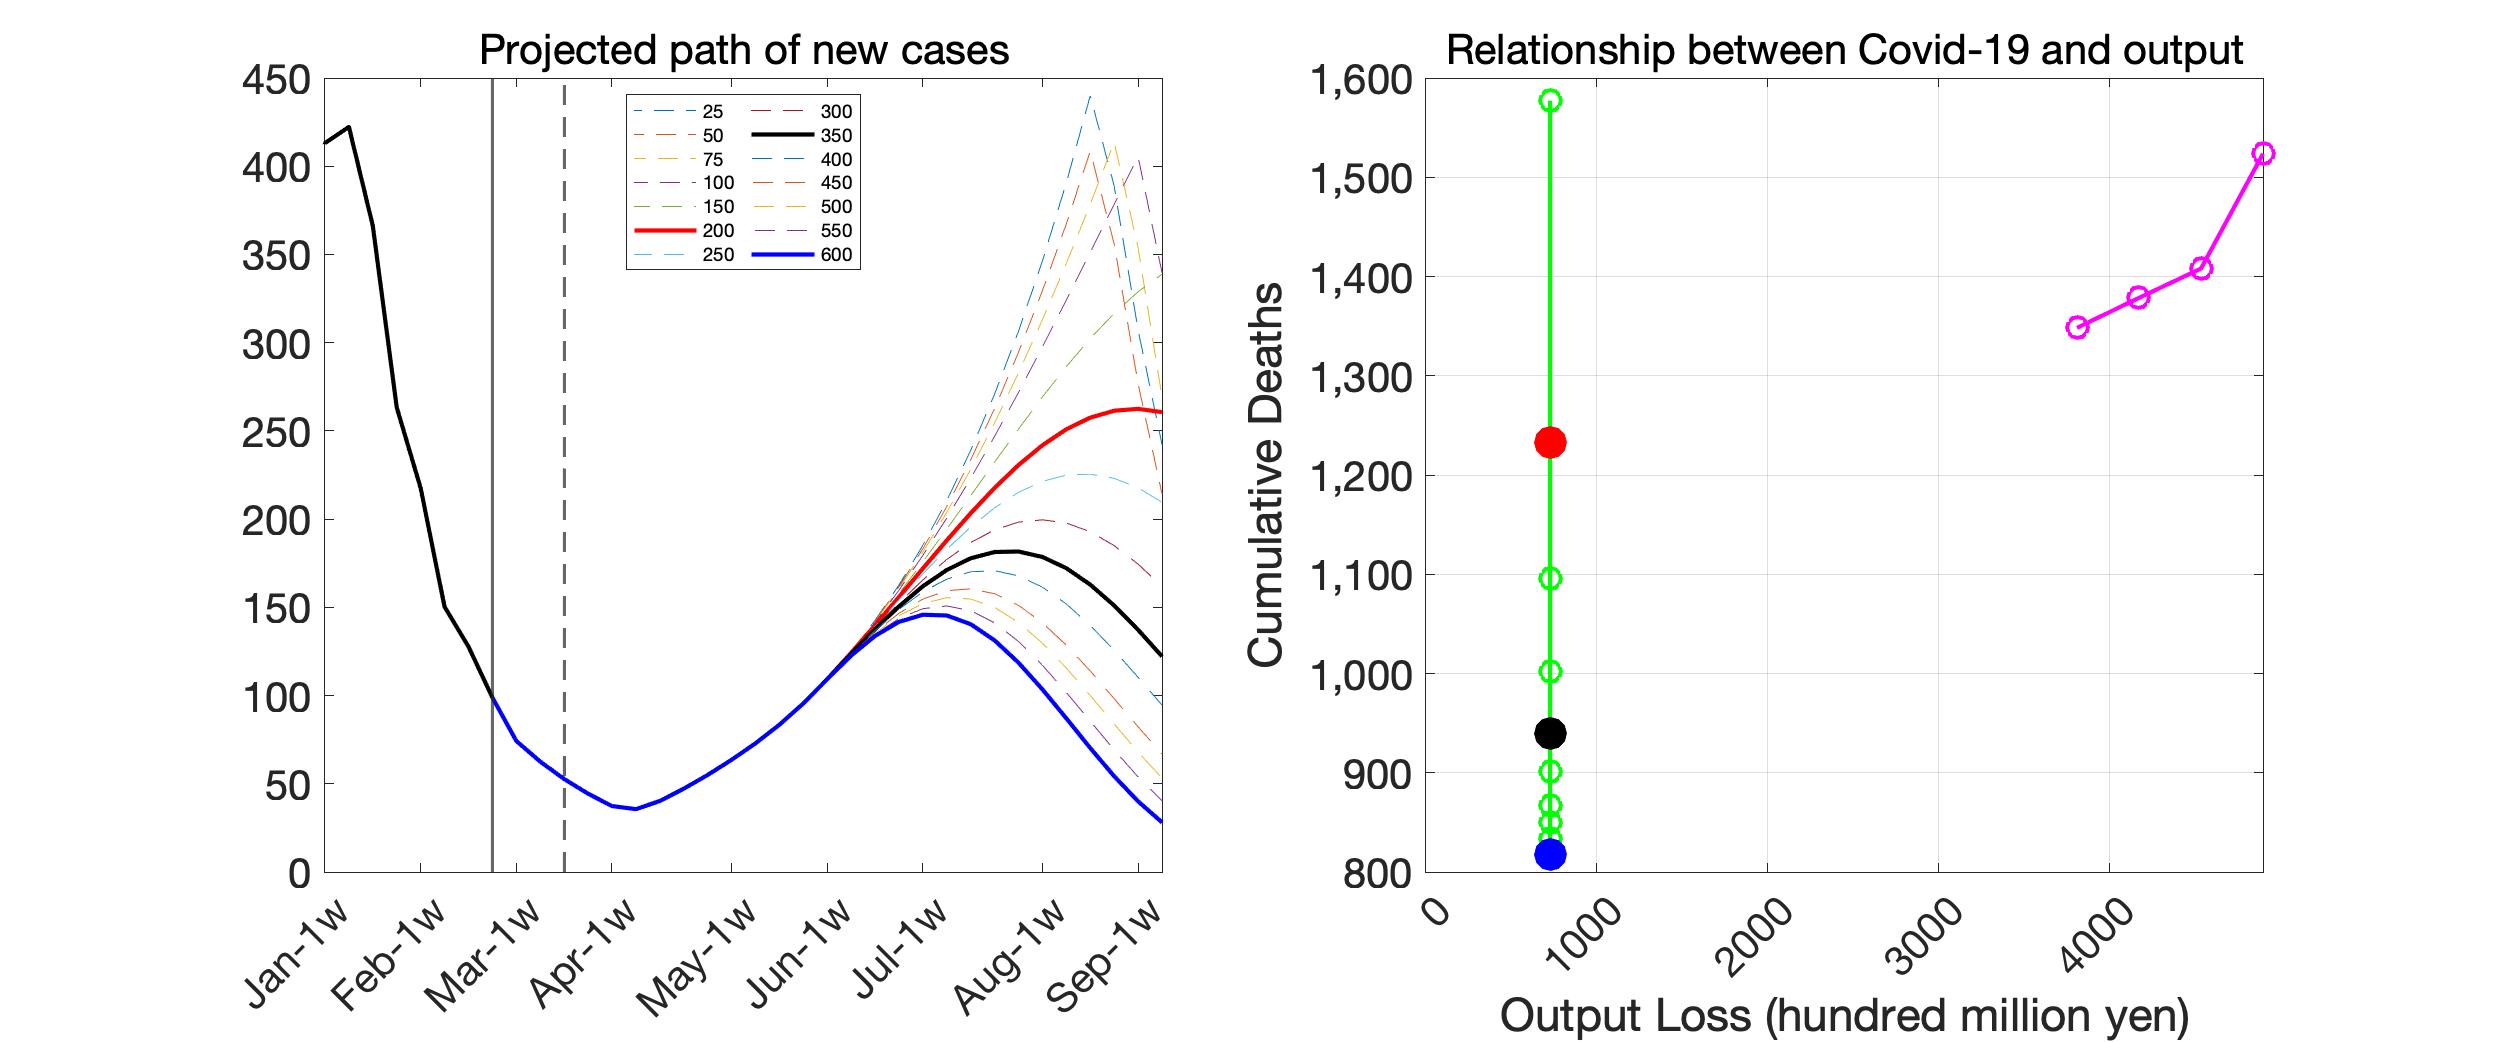 Projected path of new cases
450
400
350
300
250
200
150
100
50
0
25
50
75
100
150
200
250
300
350
400
450
500
550
600
Jan-1w
Feb-1w
Mar-1w
Apr-1w
May-1w
Jun-1w
Jul-1w
Aug-1w
Sep-1w
Relationship between Covid-19 and output
Cumulative Deaths
1,600
1,500
1,400
1,300
1,200
1,100
1,000
900
800
0
1000
2000
3000
4000
Output Loss (hundred million yen)